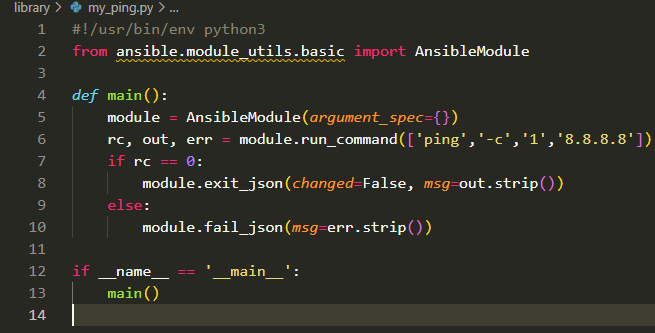 library > my_ping.py > ...
1 #!/usr/bin/env python3
2 from ansible.module_utils.basic import AnsibleModule
3
4 def main():
5     module = AnsibleModule(argument_spec={})
6     rc, out, err = module.run_command(['ping','-c','1','8.8.8.8'])
7     if rc == 0:
8         module.exit_json(changed=False, msg=out.strip())
9     else:
10         module.fail_json(msg=err.strip())
11
12 if __name__ == '__main__':
13     main()
14